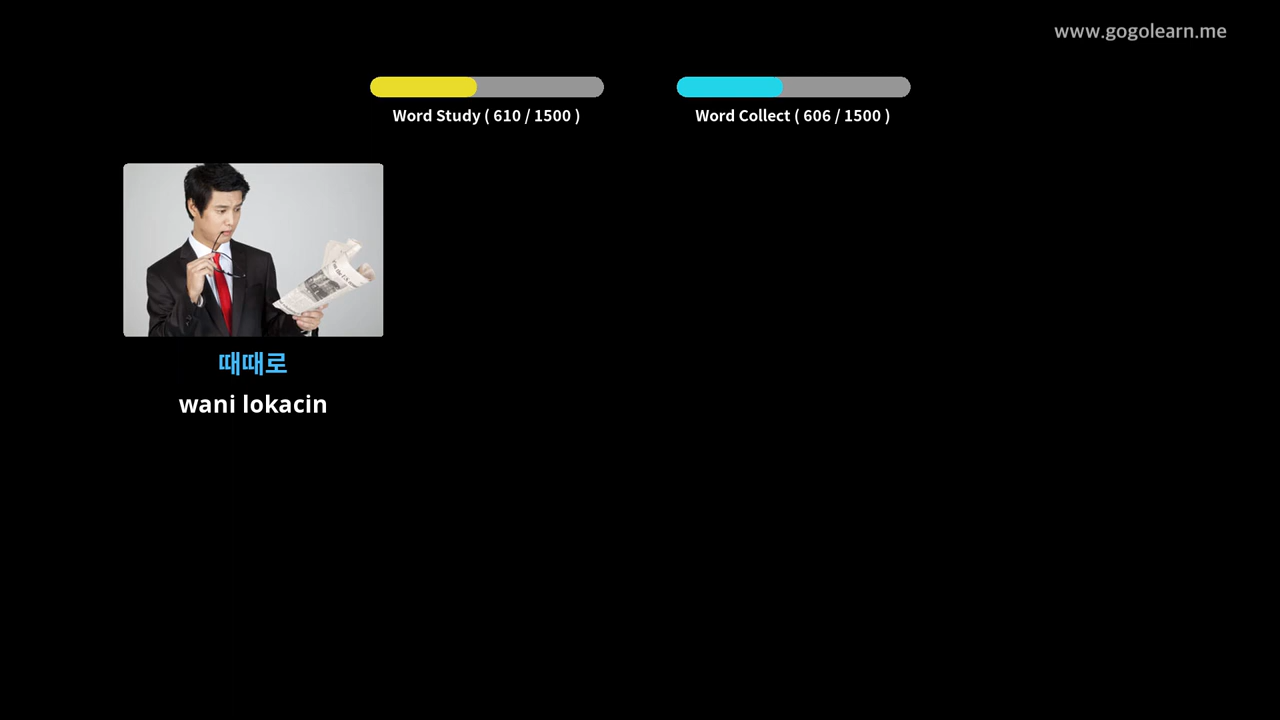 www.gogolearn.me
Word Study ( 610 / 1500 )
Word Collect ( 606 / 1500 )
때때로
wani lokacin